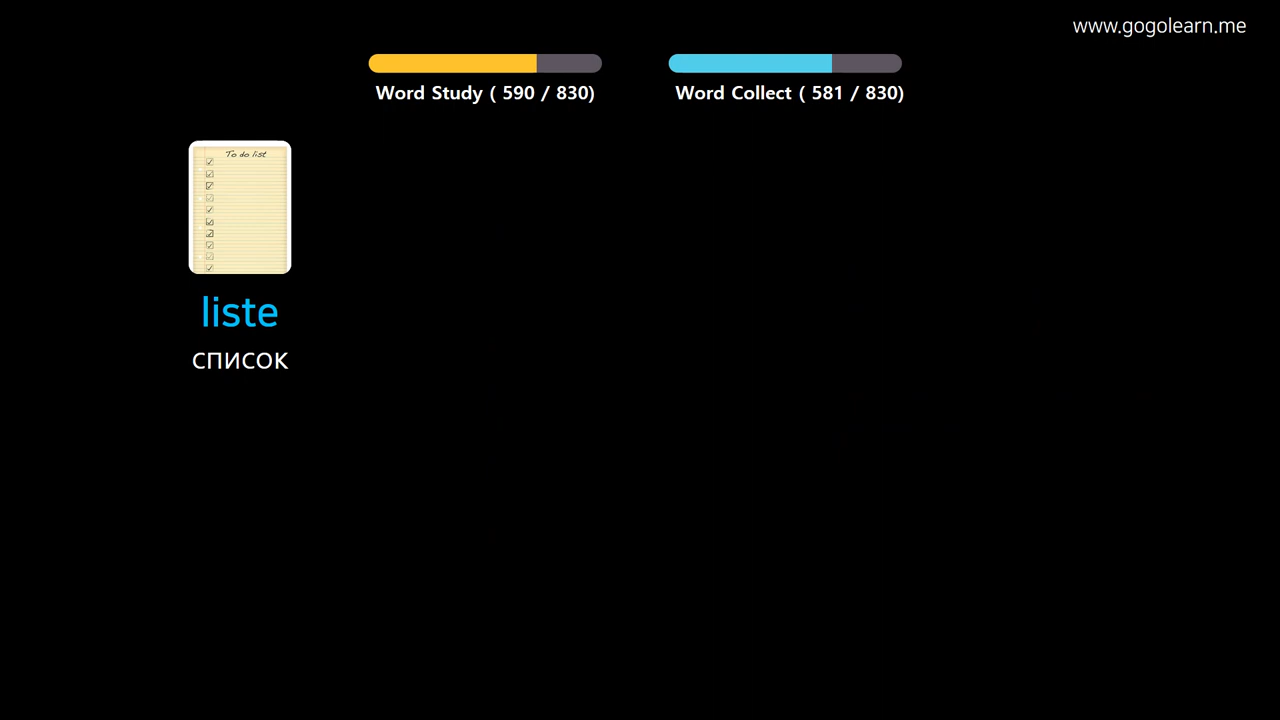 www.gogolearn.me
Word Study ( 590 / 830)
Word Collect ( 581 / 830)
To do list
liste
список